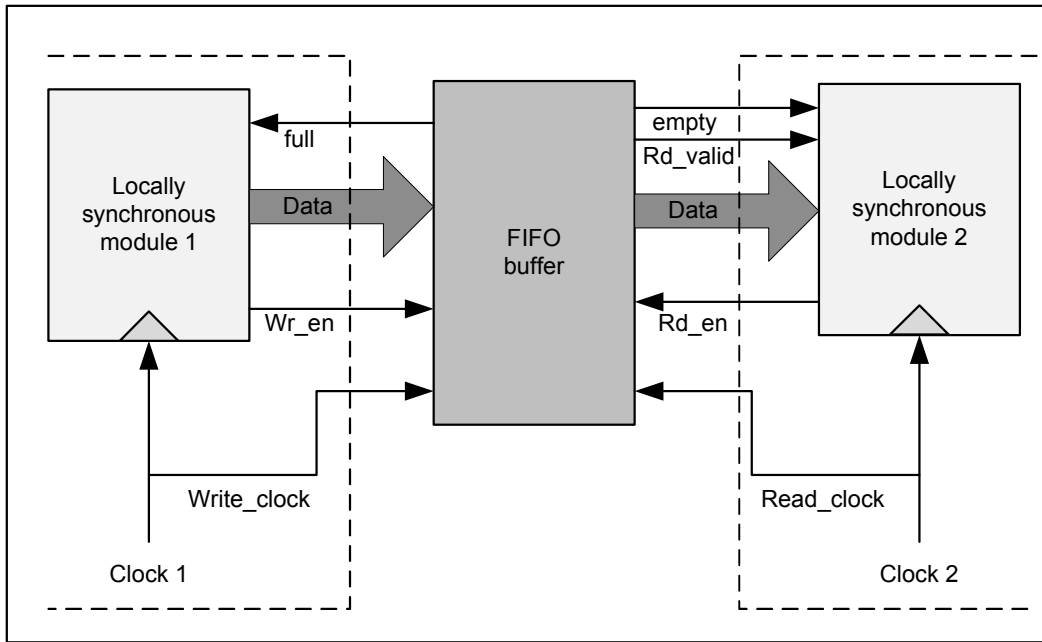 Locally
synchronous
module 1
full
Data
Wr_en
Write_clock
Clock 1
FIFO
buffer
empty
Rd_valid
Data
Rd_en
Read_clock
Clock 2
Locally
synchronous
module 2